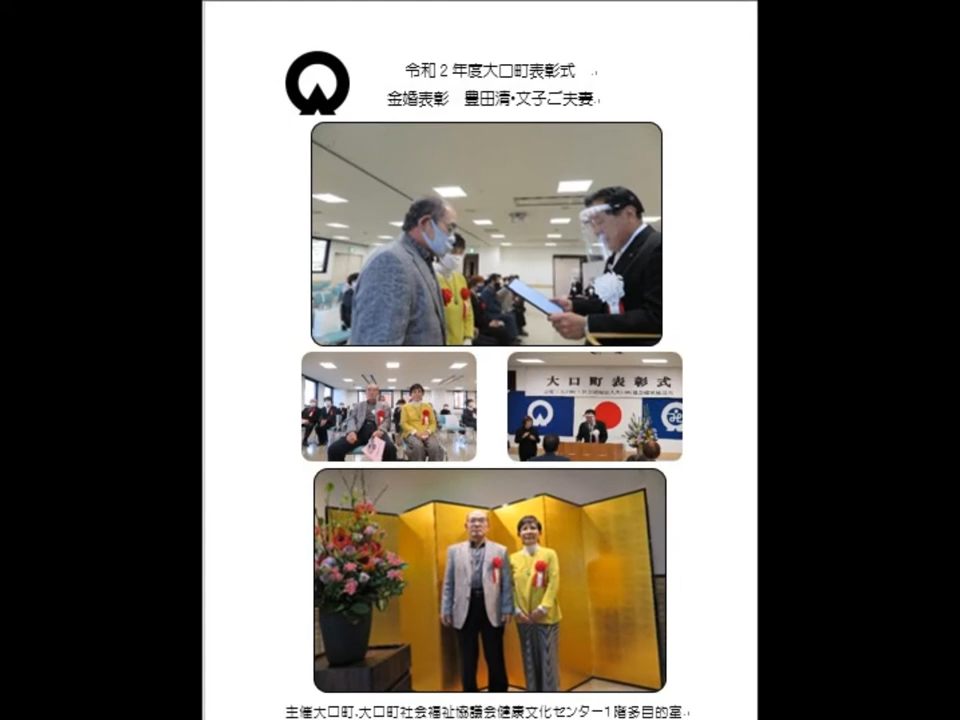 令和2年度大口町表彰式
金婚表彰　豊田清・文子ご夫妻
大口町表彰式
主催大口町、大口町社会福祉協議会健康文化センター1階多目的室